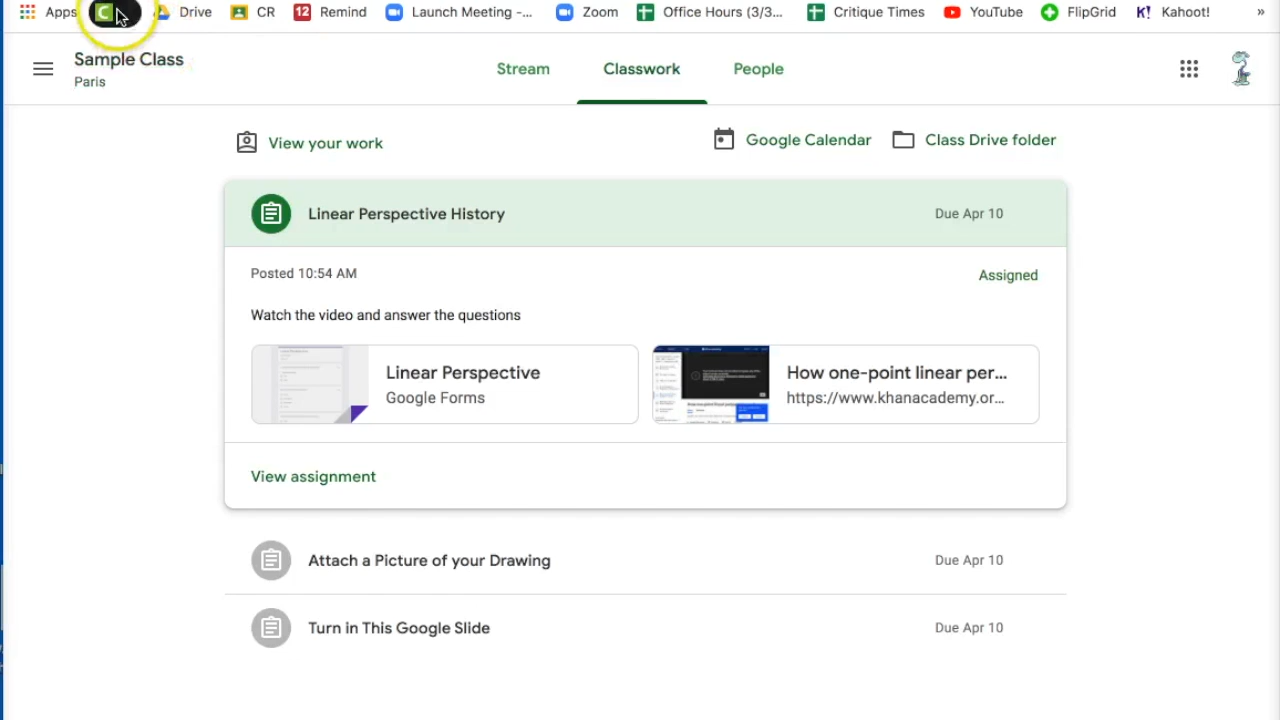 Apps C Drive CR 12 Remind Launch Meeting -... Zoom Office Hours (3/3... Critique Times YouTube FlipGrid K! Kahoot! »
Sample Class
Paris
Stream Classwork People
View your work
Google Calendar Class Drive folder
Linear Perspective History Due Apr 10
Posted 10:54 AM
Assigned
Watch the video and answer the questions
Linear Perspective
Google Forms
How one-point linear per...
https://www.khanacademy.or...
View assignment
Attach a Picture of your Drawing Due Apr 10
Turn in This Google Slide Due Apr 10